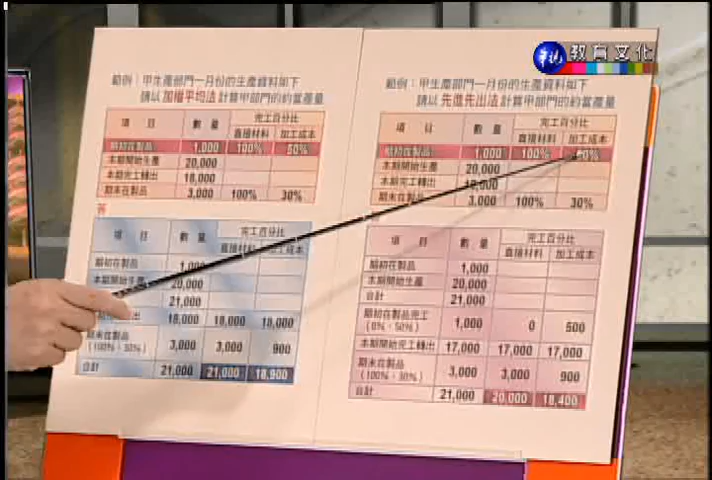 華視 教育文化
範例：甲生產部門一月份的生產資料如下
請以加權平均法計算甲部門的約當產量
項 目 數 量 完工百分比
直接材料 加工成本
期初在製品 1,000 100% 50%
本期開始生產 20,000
本期完工轉出 18,000
期末在製品 3,000 100% 30%
答
項 目 數 量 完工百分比
直接材料 加工成本
期初在製品 1,000
本期開始生產 20,000
21,000
出 18,000 18,000 18,000
期末在製品 3,000 3,000 900
(100%、30%)
合計 21,000 21,000 18,900
範例：甲生產部門一月份的生產資料如下
請以先進先出法計算甲部門的約當產量
項 目 數 量 完工百分比
直接材料 加工成本
期初在製品 1,000 100% 50%
本期開始生產 20,000
本期完工轉出 18,000
期末在製品 3,000 100% 30%
項 目 數 量 完工百分比
直接材料 加工成本
期初在製品 1,000
本期開始生產 20,000
合計 21,000
期初在製品完工 1,000 0 500
(0%、50%)
本期開始完工轉出 17,000 17,000 17,000
期末在製品 3,000 3,000 900
(100%、30%)
合計 21,000 20,000 18,400